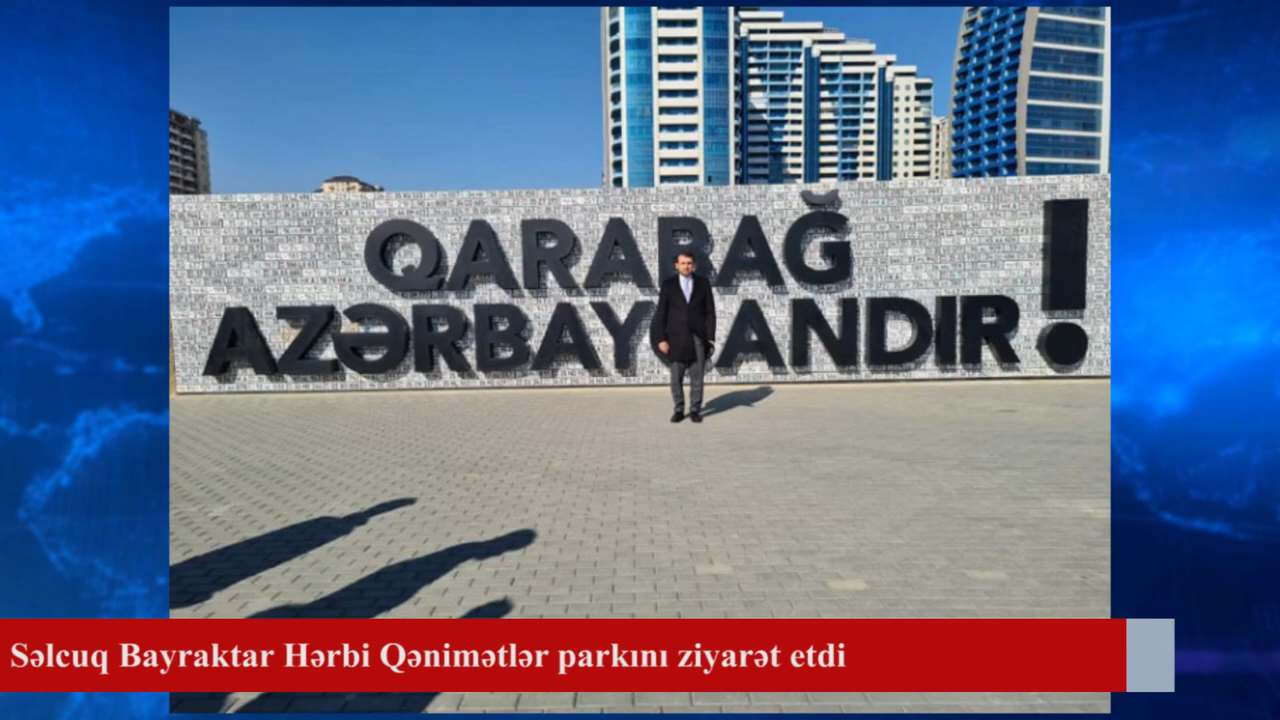 QARABAĞ
AZƏRBAYCANDIR!
Səlcuq Bayraktar Hərbi Qənimətlər parkını ziyarət etdi